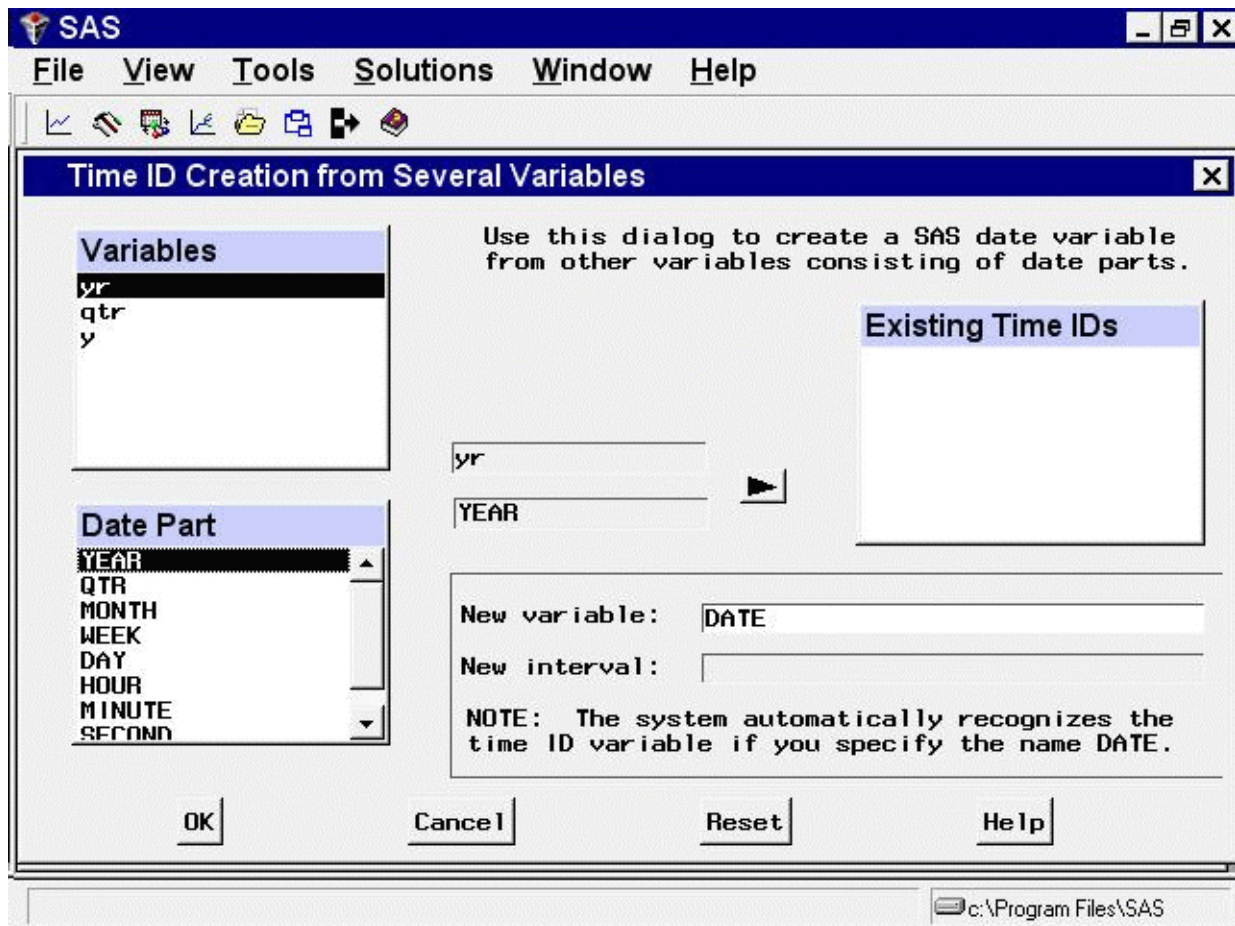 SAS
File View Tools Solutions Window Help
Time ID Creation from Several Variables
Variables
yr
qtr
y
Use this dialog to create a SAS date variable
from other variables consisting of date parts.
Existing Time IDs
yr
YEAR
Date Part
YEAR
QTR
MONTH
WEEK
DAY
HOUR
MINUTE
SECOND
New variable: DATE
New interval:
NOTE: The system automatically recognizes the
time ID variable if you specify the name DATE.
OK Cancel Reset Help
c:\Program Files\SAS